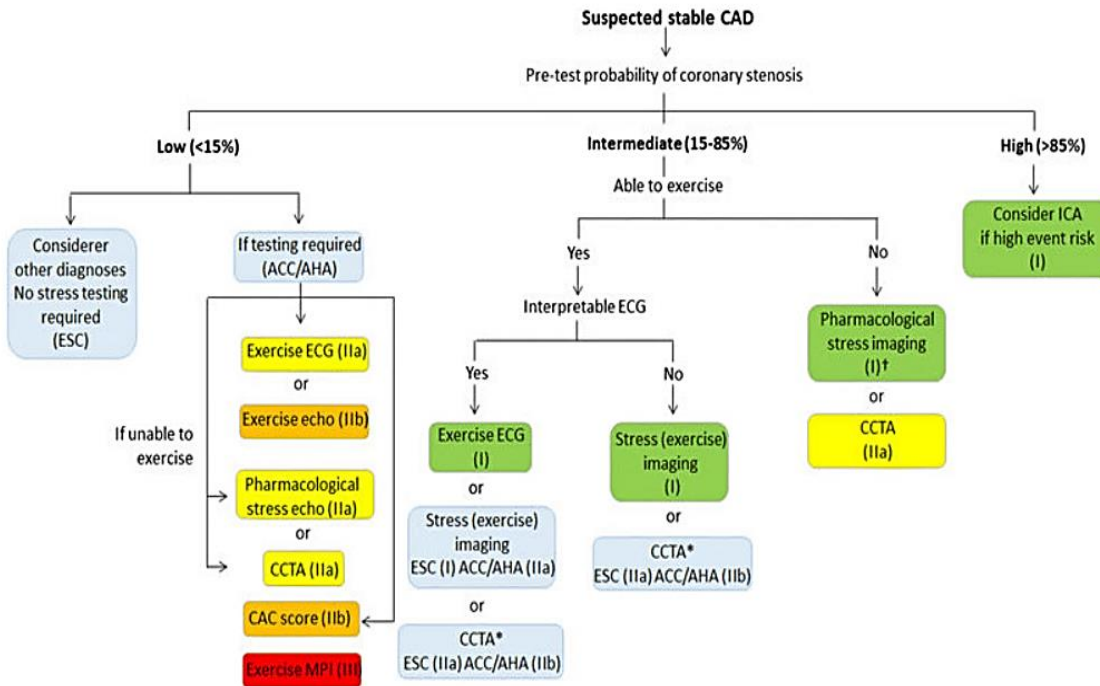 Suspected stable CAD
Pre-test probability of coronary stenosis
Low (<15%)
Intermediate (15-85%)
High (>85%)
Able to exercise
Considerer
other diagnoses
No stress testing
required
(ESC)
If testing required
(ACC/AHA)
Exercise ECG (IIa)
or
Exercise echo (IIb)
If unable to
exercise
Pharmacological
stress echo (IIa)
or
CCTA (IIa)
CAC score (IIb)
Exercise MPI (III)
Yes
No
Interpretable ECG
Yes
No
Exercise ECG
(I)
or
Stress (exercise)
imaging
ESC (I) ACC/AHA (IIa)
or
CCTA*
ESC (IIa) ACC/AHA (IIb)
Stress (exercise)
imaging
(I)
or
CCTA*
ESC (IIa) ACC/AHA (IIb)
Pharmacological
stress imaging
(I)†
or
CCTA
(IIa)
Consider ICA
if high event risk
(I)